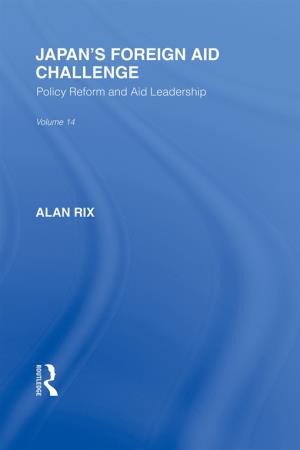 JAPAN'S FOREIGN AID
CHALLENGE
Policy Reform and Aid Leadership
Volume 14
ALAN RIX
ROUTLEDGE